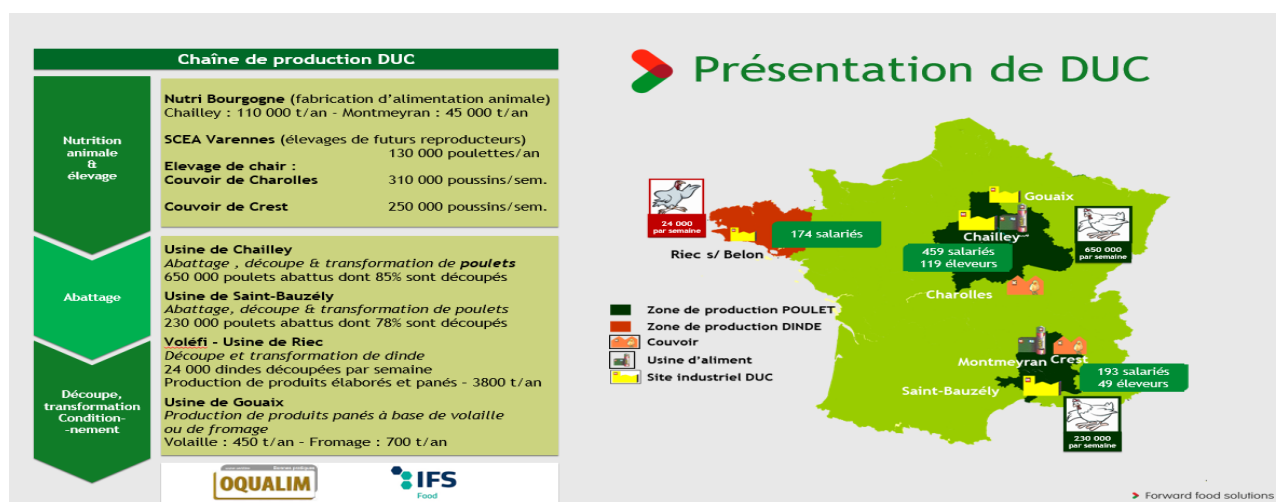 Chaîne de production DUC
Nutrition
animale
&
élevage
Nutri Bourgogne (fabrication d'alimentation animale)
Chailley : 110 000 t/an - Montmeyran : 45 000 t/an
SCEA Varennes (élevages de futurs reproducteurs)
130 000 poulettes/an
Elevage de chair :
Couvoir de Charolles 310 000 poussins/sem.
Couvoir de Crest 250 000 poussins/sem.
Abattage
Usine de Chailley
Abattage , découpe & transformation de poulets
650 000 poulets abattus dont 85% sont découpés
Usine de Saint-Bauzély
Abattage, découpe & transformation de poulets
230 000 poulets abattus dont 78% sont découpés
Découpe,
transformation
Condition-
-nement
Voléfi - Usine de Riec
Découpe et transformation de dinde
24 000 dindes découpées par semaine
Production de produits élaborés et panés - 3800 t/an
Usine de Gouaix
Production de produits panés à base de volaille
ou de fromage
Volaille : 450 t/an - Fromage : 700 t/an
OQUALIM
IFS
Food
Présentation de DUC
24 000
par semaine
174 salariés
Riec s/ Belon
Gouaix
Chailley
459 salariés
119 éleveurs
650 000
par semaine
Charolles
Zone de production POULET
Zone de production DINDE
Couvoir
Usine d'aliment
Site industriel DUC
Montmeyran
Crest
193 salariés
49 éleveurs
Saint-Bauzély
230 000
par semaine
Forward food solutions